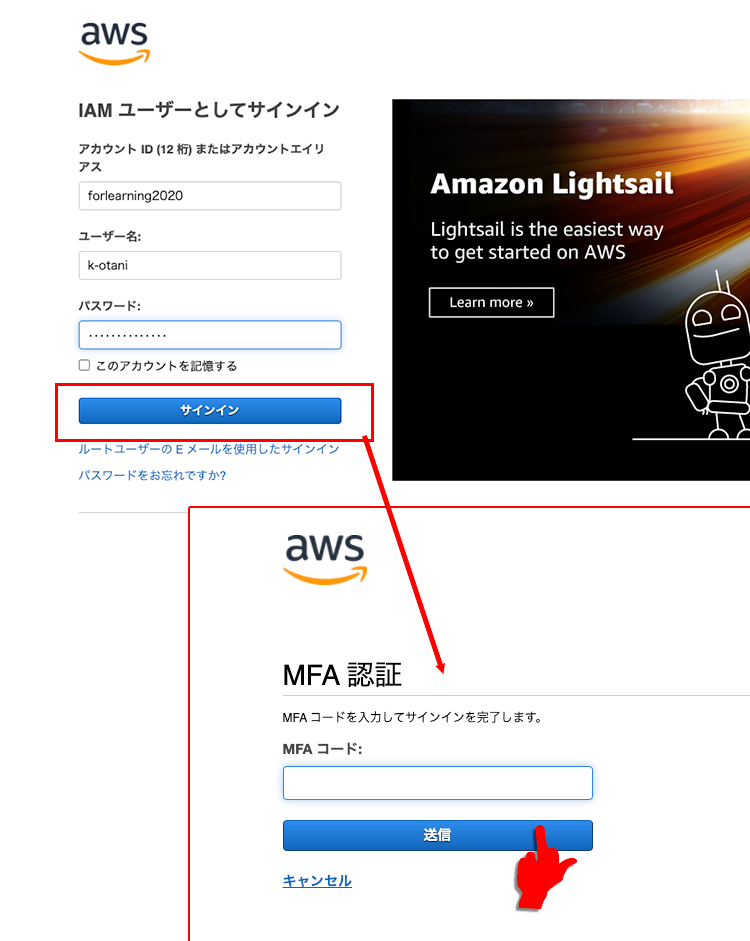 aws
IAM ユーザーとしてサインイン
アカウント ID (12 桁) またはアカウントエイリ
アス
forlearning2020
ユーザー名:
k-otani
パスワード:
··············
このアカウントを記憶する
サインイン
ルートユーザーの E メールを使用したサインイン
パスワードをお忘れですか?
Amazon Lightsail
Lightsail is the easiest way
to get started on AWS
Learn more »
aws
MFA 認証
MFA コードを入力してサインインを完了します。
MFA コード:
送信
キャンセル